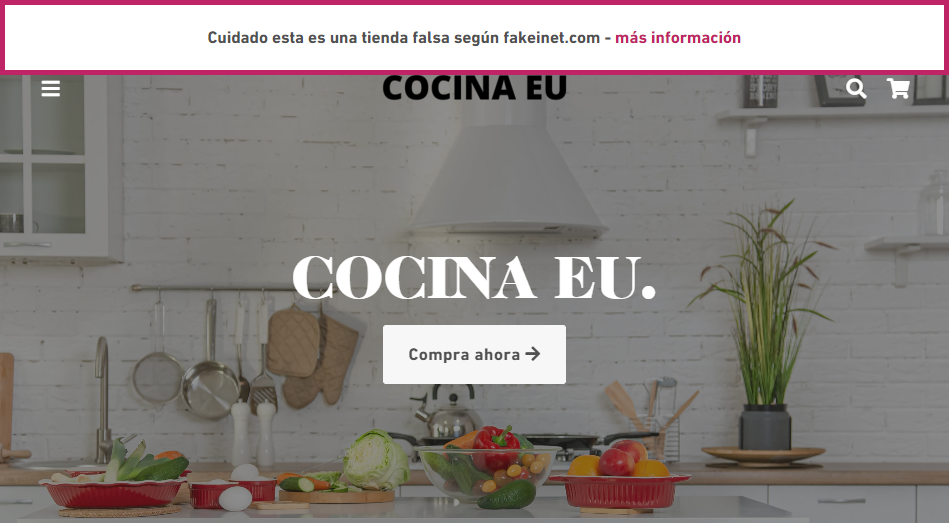 Cuidado esta es una tienda falsa según fakeinet.com - más información
COCINA EU
COCINA EU.
Compra ahora